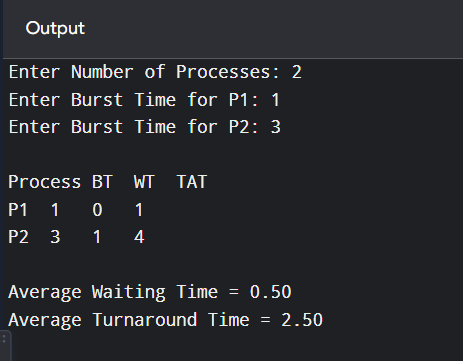 Output
Enter Number of Processes: 2
Enter Burst Time for P1: 1
Enter Burst Time for P2: 3
Process BT WT TAT
P1 1 0 1
P2 3 1 4
Average Waiting Time = 0.50
Average Turnaround Time = 2.50